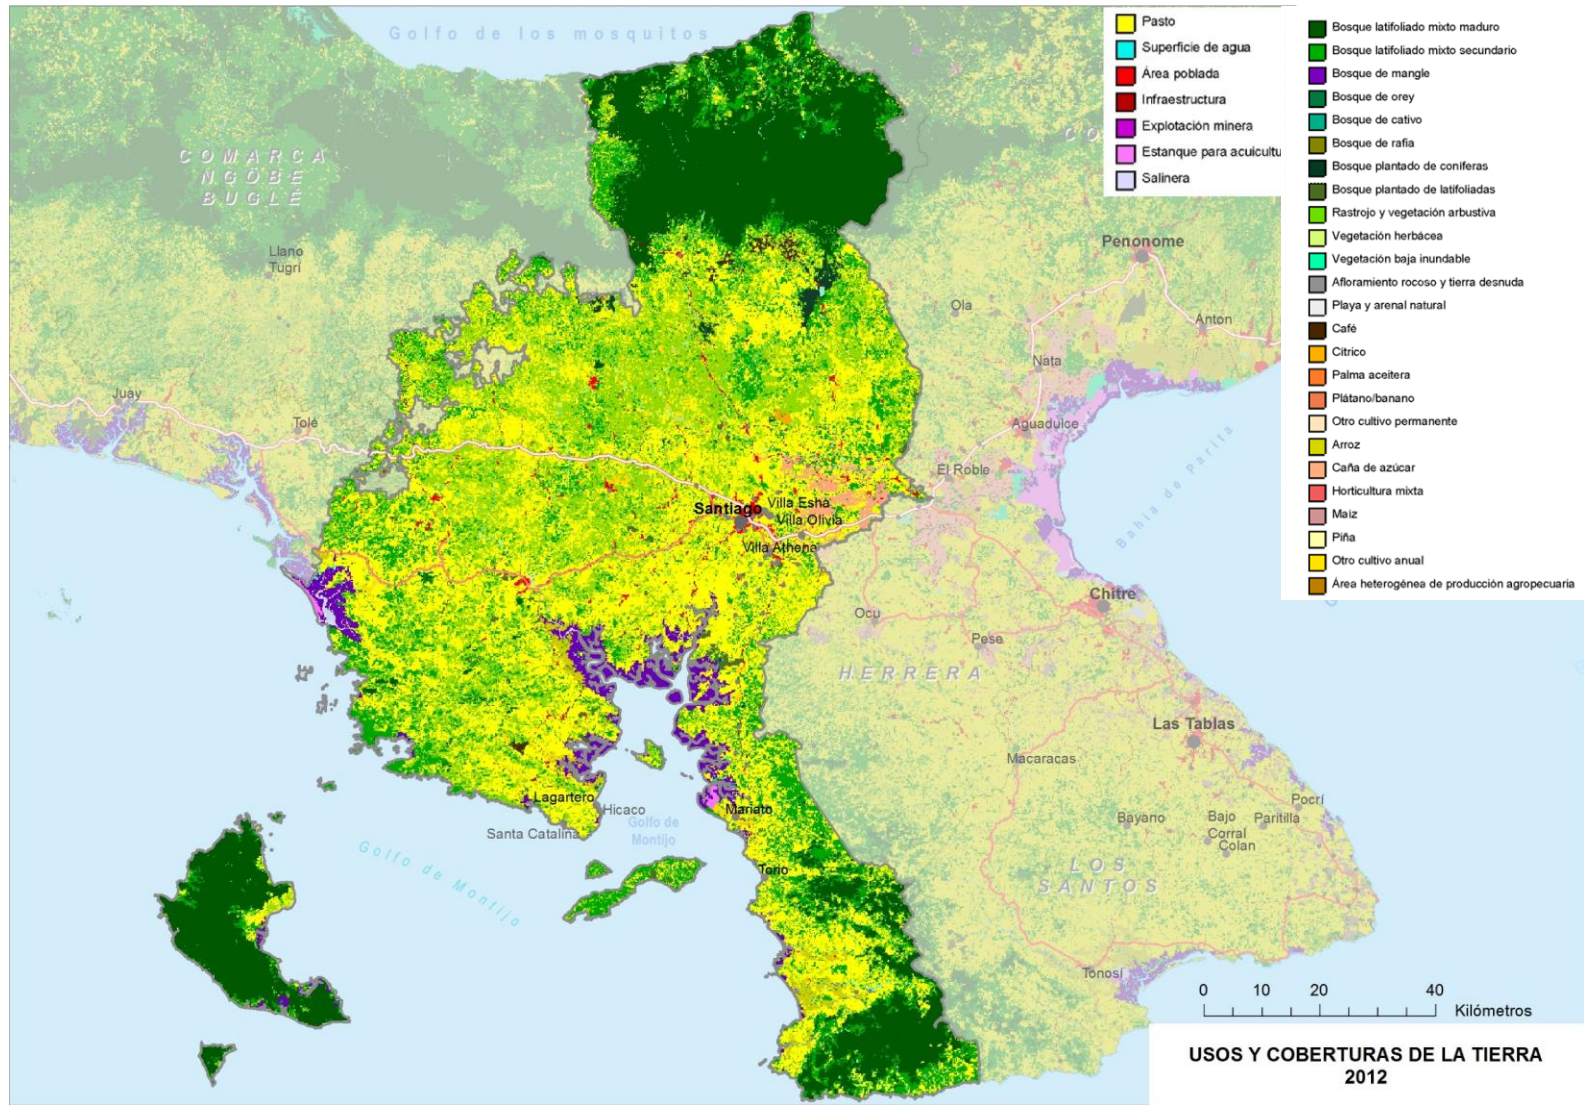 Golfo de los mosquitos
COMARCA
NGÖBE
BUGLÉ
Llano
Tugrí
Juay
Tolé
Penonome
Ola
Anton
Nata
Aguadulce
El Roble
Bahia de Parita
Santiago
Villa Esha
Villa Olivia
Villa Athena
Chitre
Ocu
Pese
HERRERA
Las Tablas
Macaracas
Pocrí
Bayano
Bajo
Corral
Paritilla
Colan
LOS
SANTOS
Tonosí
Lagartero
Hicaco
Santa Catalina
Golfo de
Montijo
Mariato
Torio
Golfo de Montijo
Pasto
Superficie de agua
Área poblada
Infraestructura
Explotación minera
Estanque para acuicultu
Salinera
Bosque latifoliado mixto maduro
Bosque latifoliado mixto secundario
Bosque de mangle
Bosque de orey
Bosque de cativo
Bosque de rafia
Bosque plantado de coníferas
Bosque plantado de latifoliadas
Rastrojo y vegetación arbustiva
Vegetación herbácea
Vegetación baja inundable
Afloramiento rocoso y tierra desnuda
Playa y arenal natural
Café
Cítrico
Palma aceitera
Plátano/banano
Otro cultivo permanente
Arroz
Caña de azúcar
Horticultura mixta
Maiz
Piña
Otro cultivo anual
Área heterogénea de producción agropecuaria
0 10 20 40
Kilómetros
USOS Y COBERTURAS DE LA TIERRA
2012